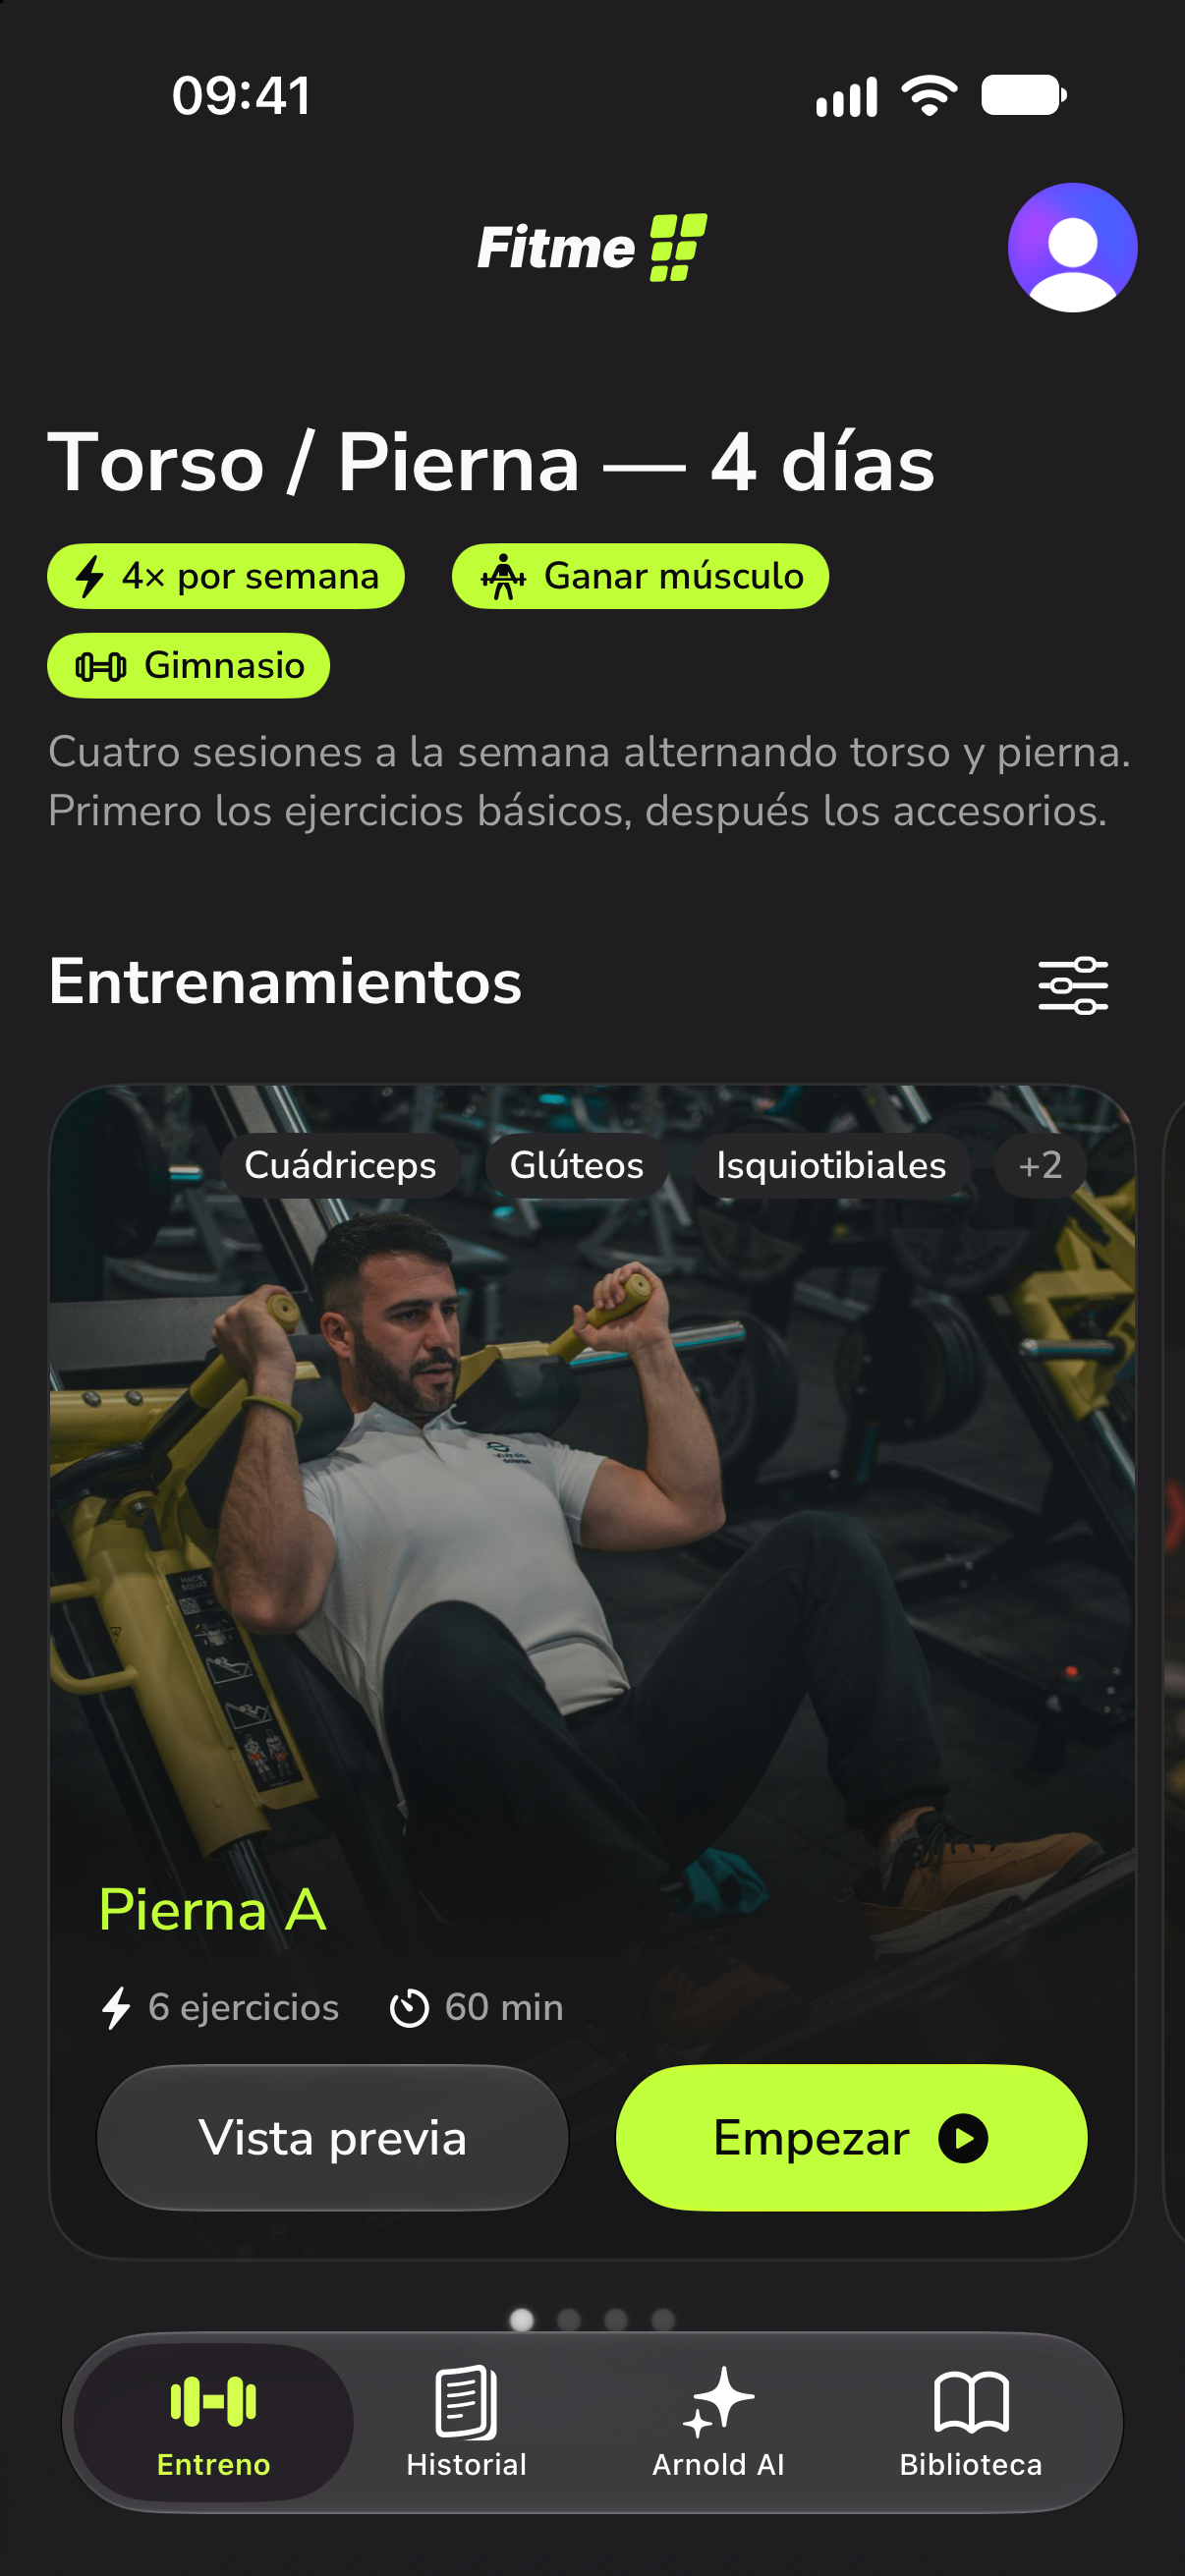 09:41
Fitme
Torso / Pierna — 4 días
4× por semana
Ganar músculo
Gimnasio
Cuatro sesiones a la semana alternando torso y pierna.
Primero los ejercicios básicos, después los accesorios.
Entrenamientos
Cuádriceps Glúteos Isquiotibiales +2
HACK SQUAT
Pierna A
6 ejercicios 60 min
Vista previa Empezar
Entreno Historial Arnold AI Biblioteca